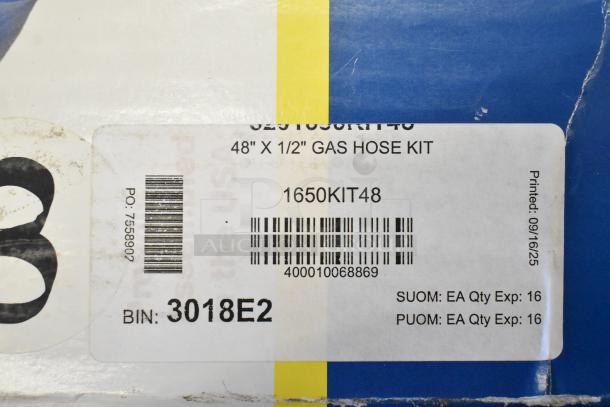 48" X 1/2" GAS HOSE KIT
1650KIT48
400010068869
PO: 7558902
Printed: 09/16/25
BIN: 3018E2
SUOM: EA Qty Exp: 16
PUOM: EA Qty Exp: 16